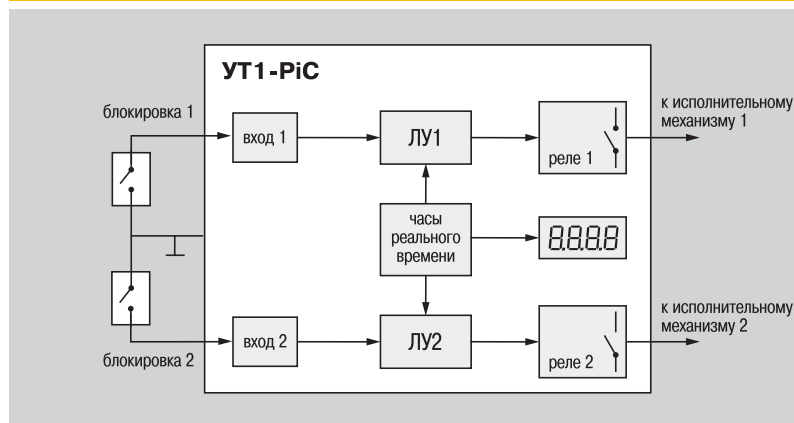 УТ1-PiC
блокировка 1
вход 1
ЛУ1
реле 1
к исполнительному
механизму 1
часы
реального
времени
8.8.8.8
блокировка 2
вход 2
ЛУ2
реле 2
к исполнительному
механизму 2